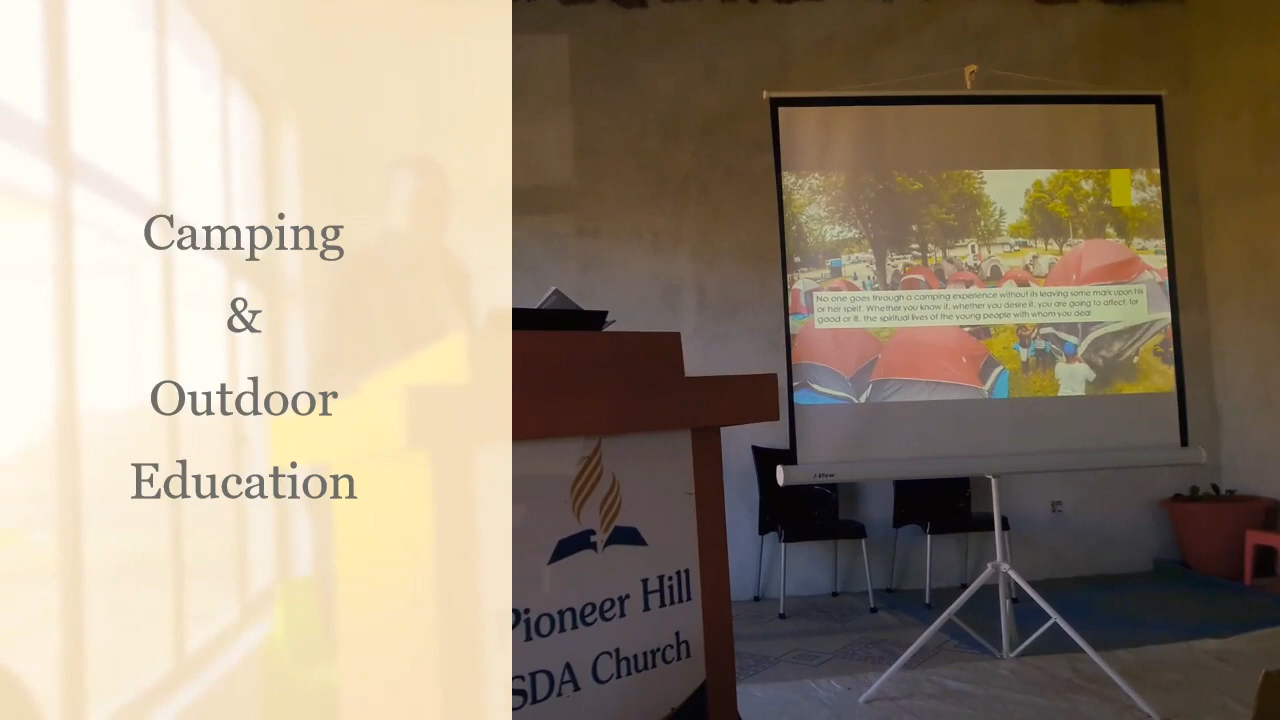 Camping
&
Outdoor
Education
No one goes through a camping experience without its leaving some mark upon his
or her spirit. Whether you know it, whether you desire it, you are going to affect, for
good or ill, the spiritual lives of the young people with whom you deal
Pioneer Hill
SDA Church